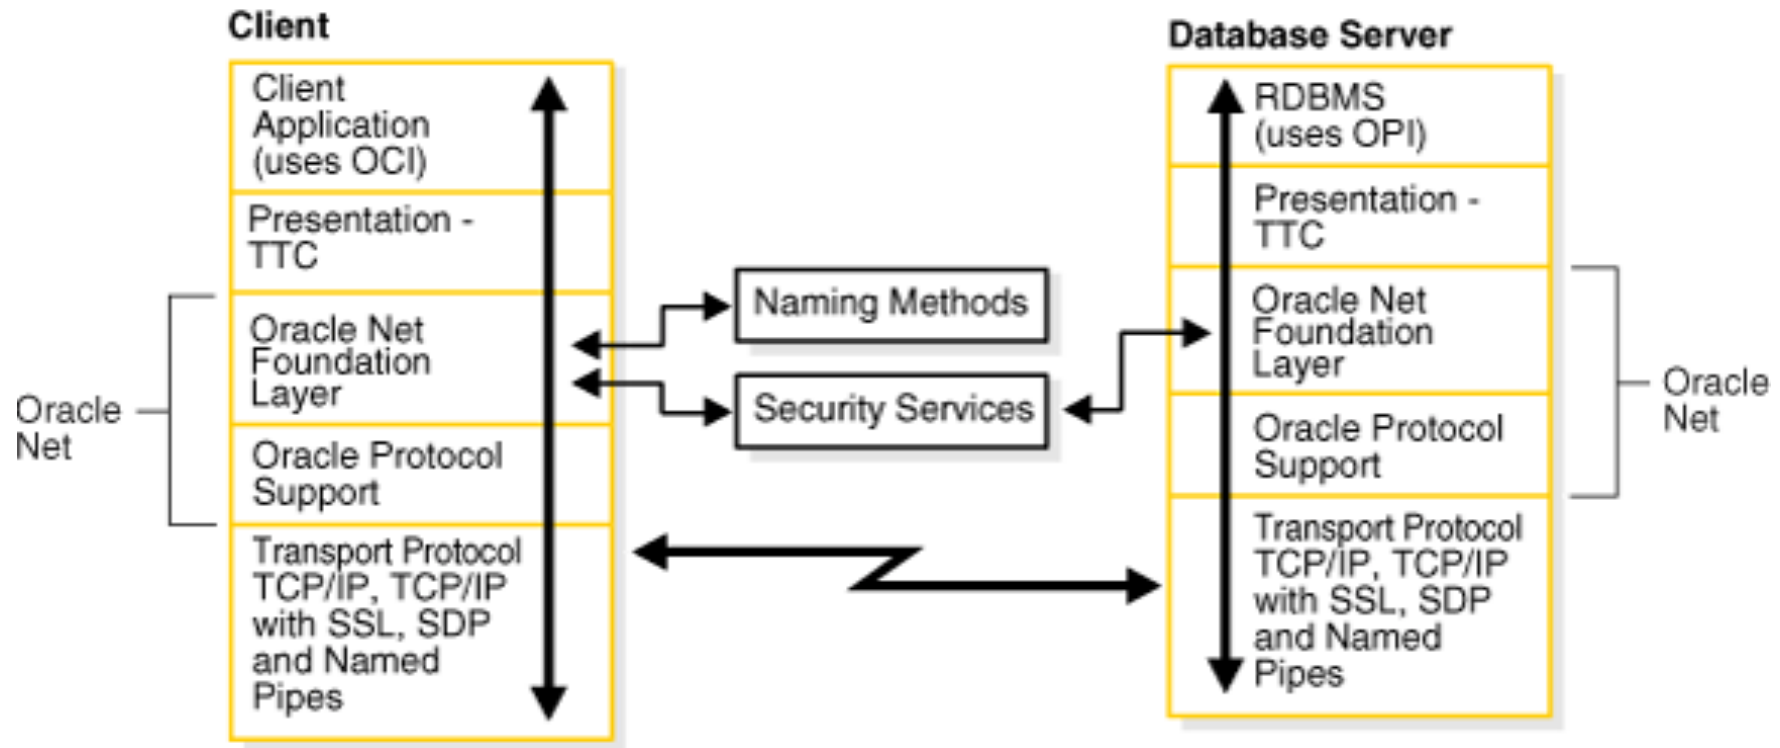 Client
Client
Application
(uses OCI)
Presentation -
TTC
Oracle Net
Foundation
Layer
Oracle Protocol
Support
Transport Protocol
TCP/IP, TCP/IP
with SSL, SDP
and Named
Pipes
Oracle
Net
Naming Methods
Security Services
Database Server
RDBMS
(uses OPI)
Presentation -
TTC
Oracle Net
Foundation
Layer
Oracle Protocol
Support
Transport Protocol
TCP/IP, TCP/IP
with SSL, SDP
and Named
Pipes
Oracle
Net